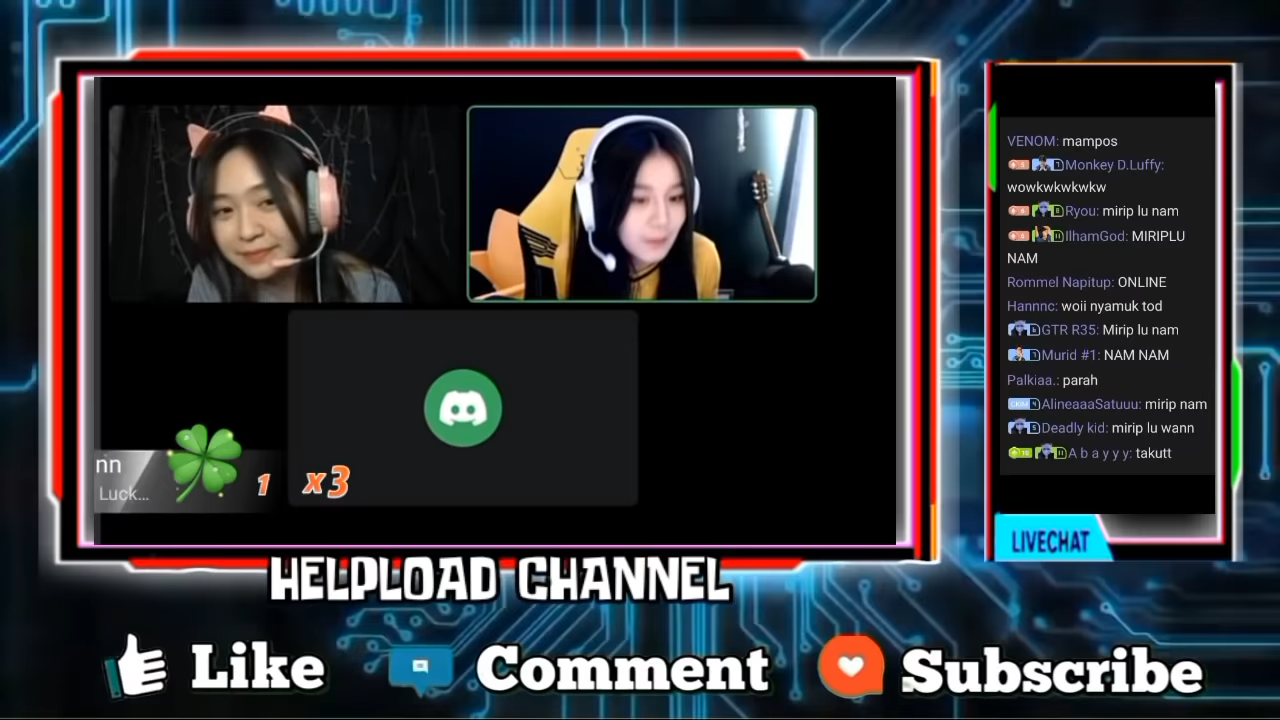 nn
Luck...
1
x3
VENOM: mampos
Monkey D.Luffy:
wowkwkwkwkw
Ryou: mirip lu nam
IlhamGod: MIRIPLU
NAM
Rommel Napitup: ONLINE
Hannnc: woii nyamuk tod
GTR R35: Mirip lu nam
Murid #1: NAM NAM
Palkiaa.: parah
AlineaaaSatuuu: mirip nam
Deadly kid: mirip lu wann
A b a y y y: takutt
LIVECHAT
HELPLOAD CHANNEL
Like
Comment
Subscribe